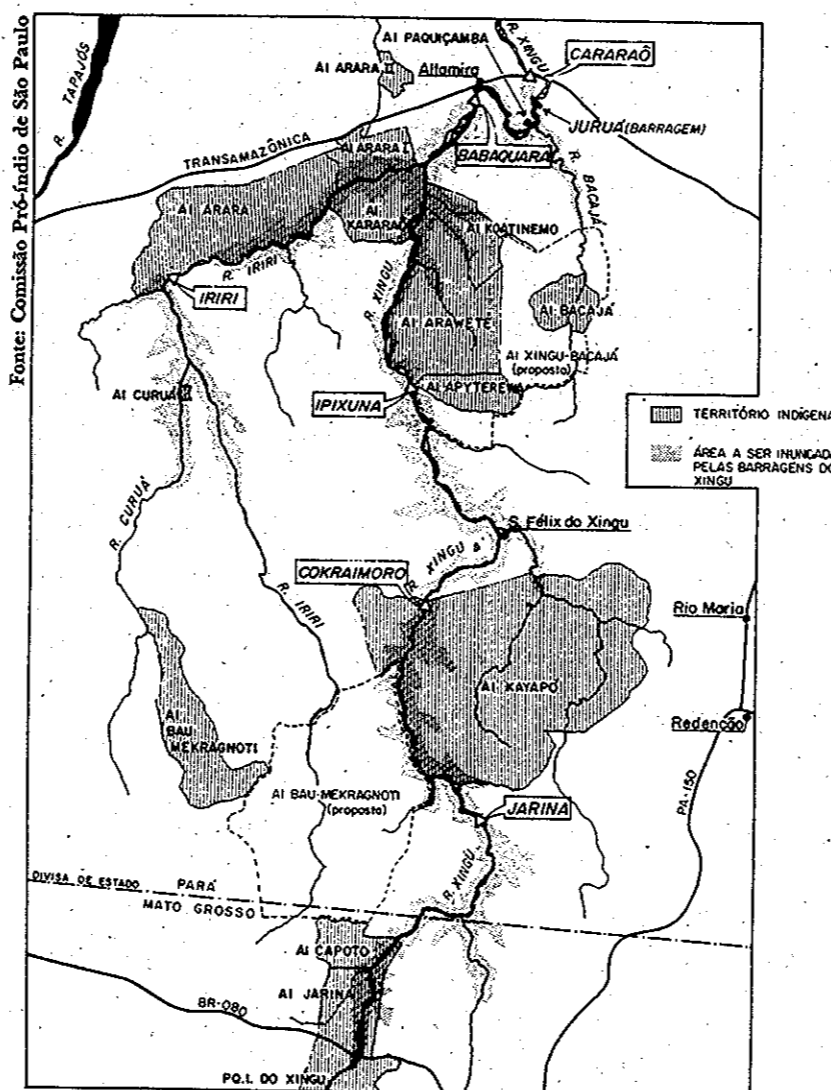 Fonte: Comissão Pró-Índio de São Paulo
R. TAPAJÓS
AI PAQUIÇAMBA
R. XINGU
CARARAÔ
AI ARARA
Altamira
JURUÁ (BARRAGEM)
TRANSAMAZÔNICA
AI ARARA I
BABAQUARA
R. BACAJÁ
AI ARARA
AI KARARAÔ
AI KOATINEMO
R. IRIRI
IRIRI
R. XINGU
AI ARAWETÉ
AI BACAJÁ
AI XINGU-BACAJÁ
(proposto)
AI CURUÁ
IPIXUNA
AI APYTEREWA
TERRITÓRIO INDÍGENA
ÁREA A SER INUNDADA
PELAS BARRAGENS DO
XINGU
R. CURUÁ
S. Félix do Xingu
R. XINGU
COKRAIMORO
R. IRIRI
Rio Maria
AI KAYAPÓ
AI
BAU
MEKRAGNOTI
Redenção
AI BAU-MEKRAGNOTI
(proposto)
JARINA
PA-150
R. XINGÚ
DIVISA DE ESTADO
PARÁ
MATO GROSSO
AI CAPOTO
AI JARINA
BR-080
PQ.I. DO XINGU